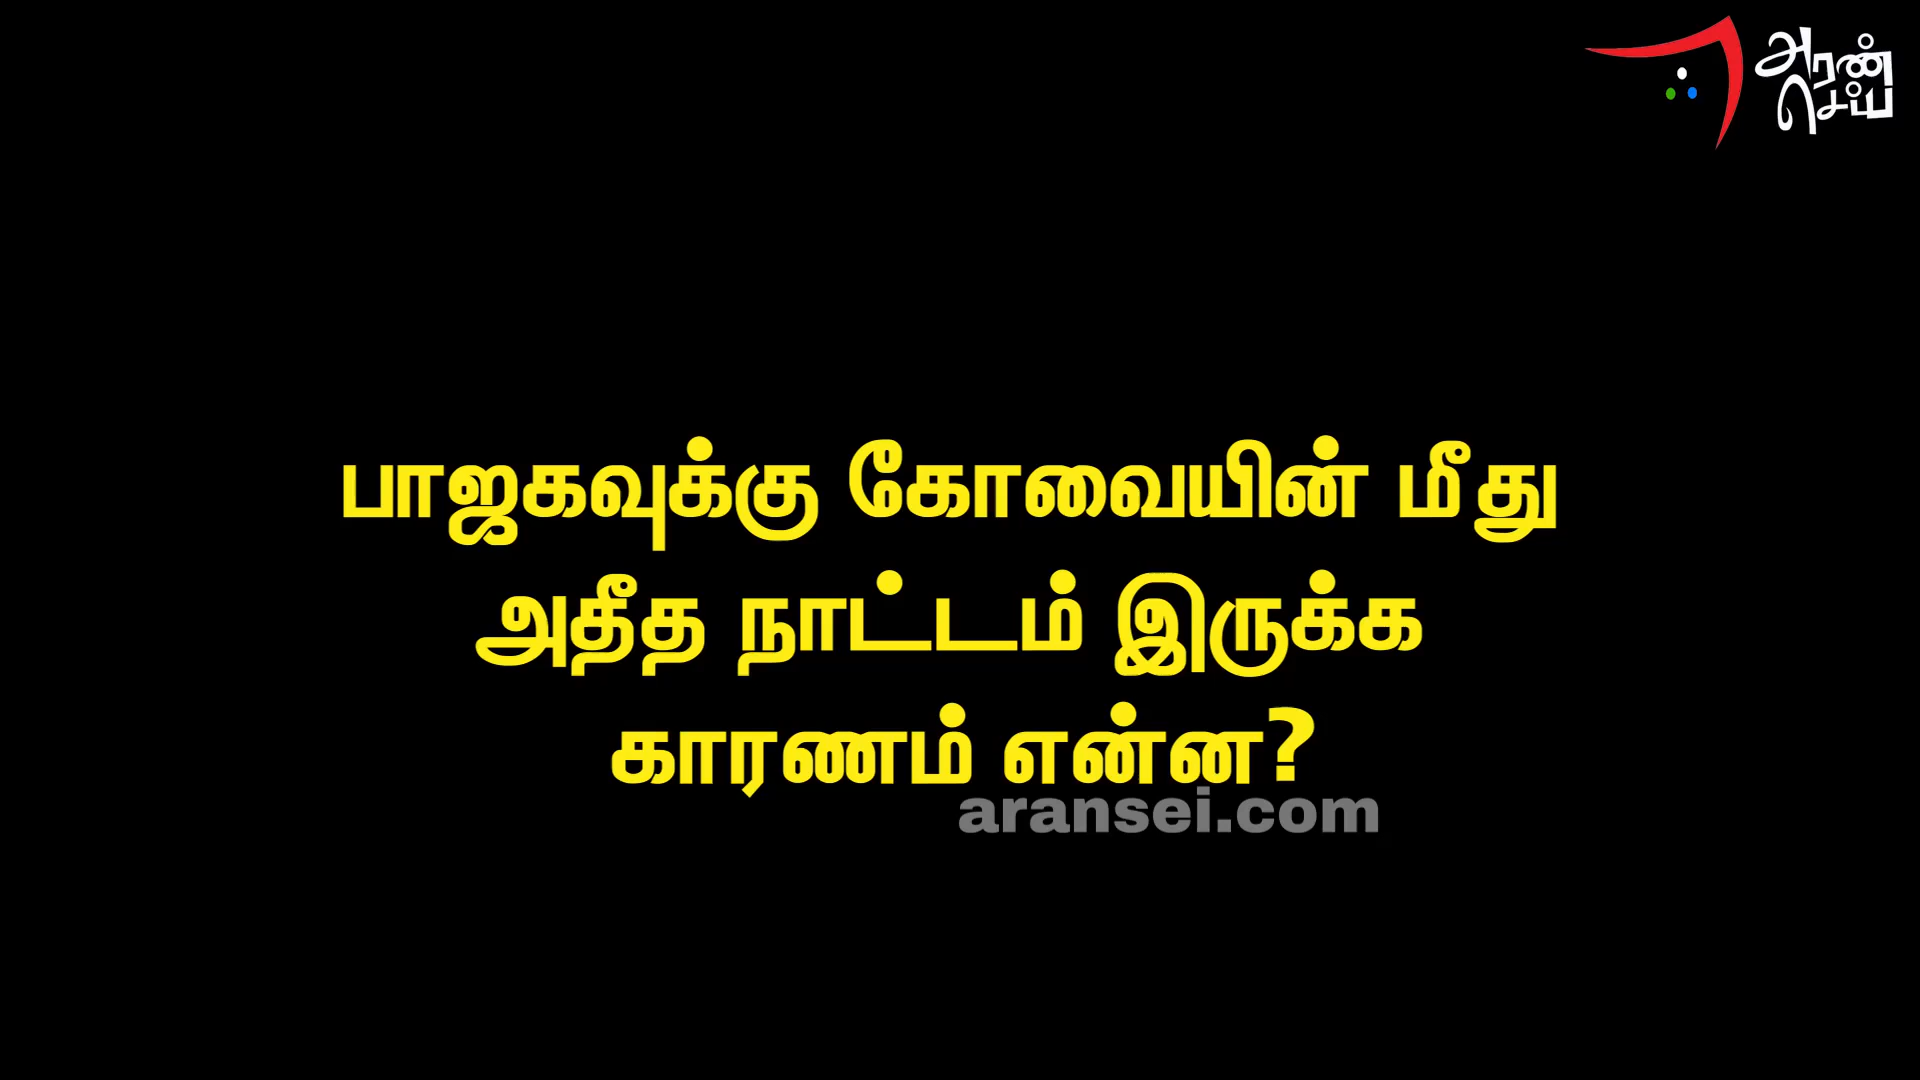 அரண்
செய்
பாஜகவுக்கு கோவையின் மீது
அதீத நாட்டம் இருக்க
காரணம் என்ன?
aransei.com